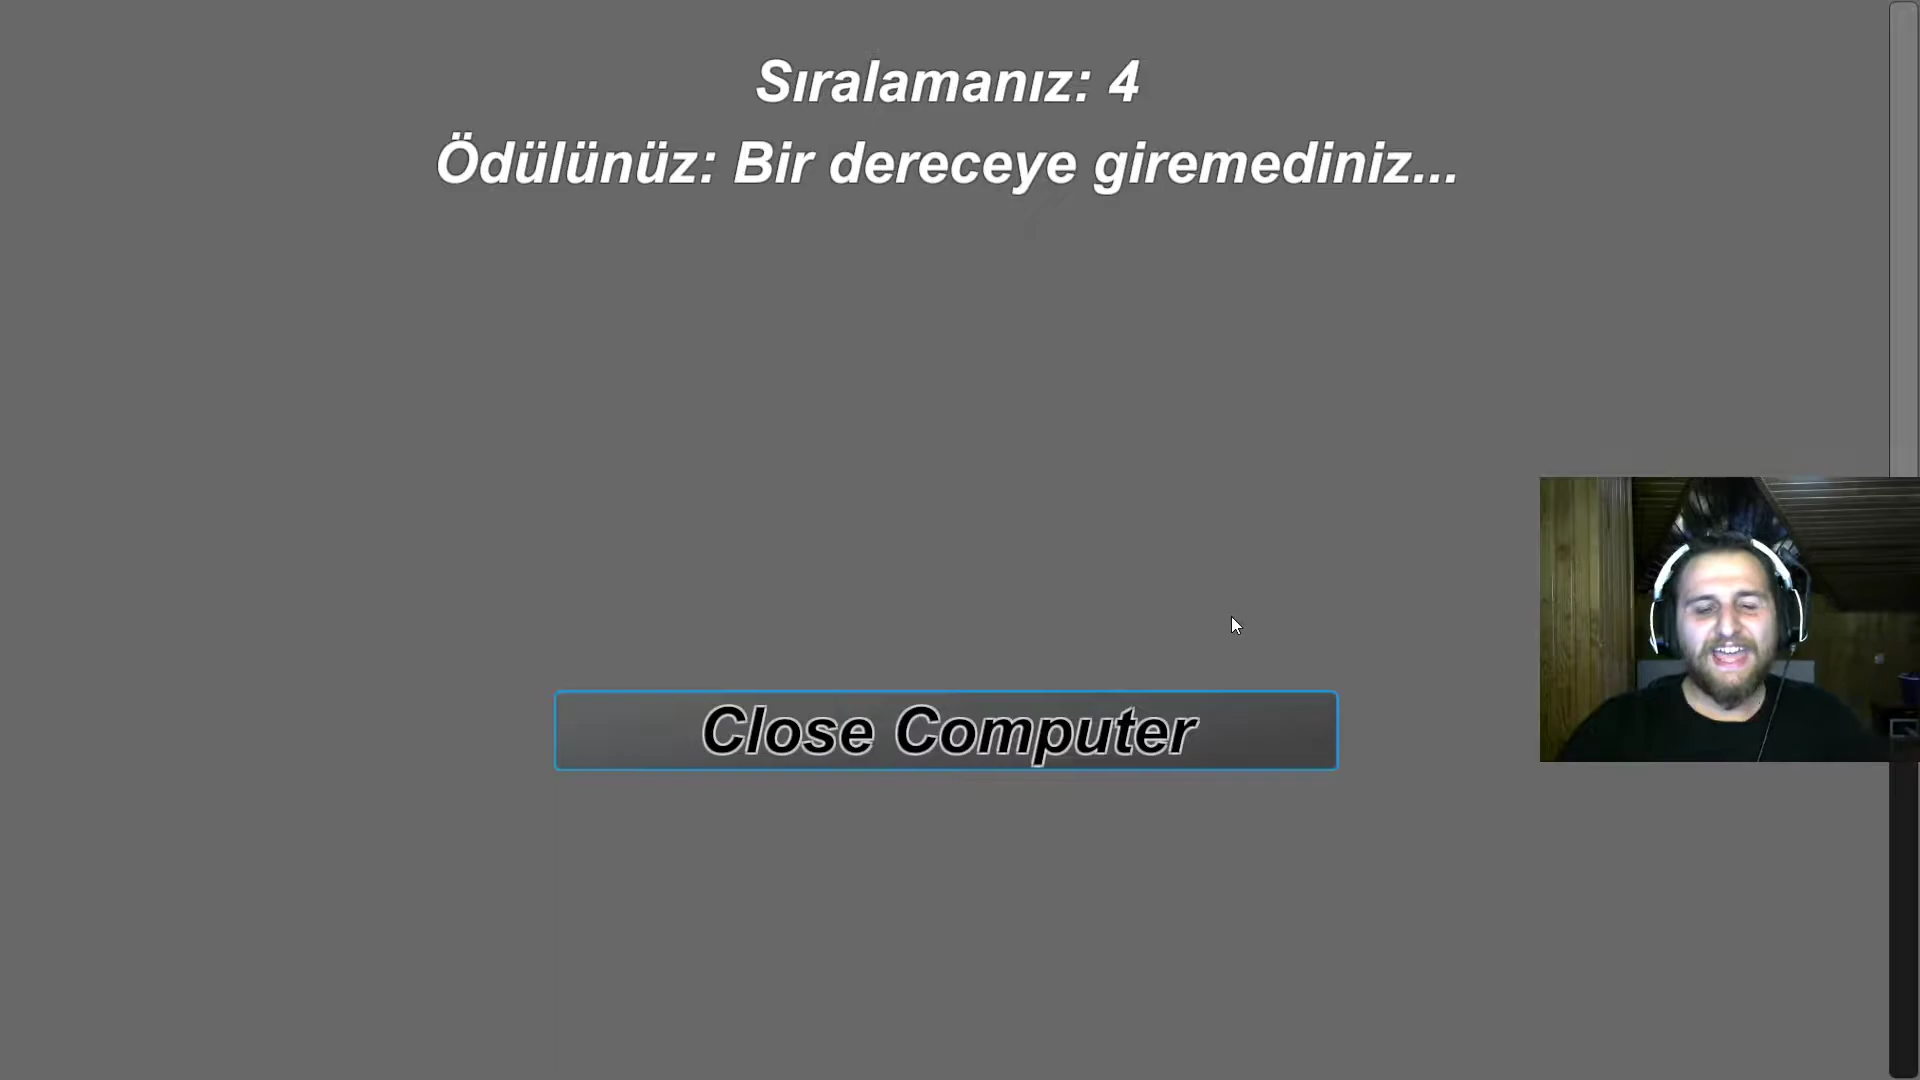 Sıralamanız: 4
Ödülünüz: Bir dereceye giremediniz...
Close Computer